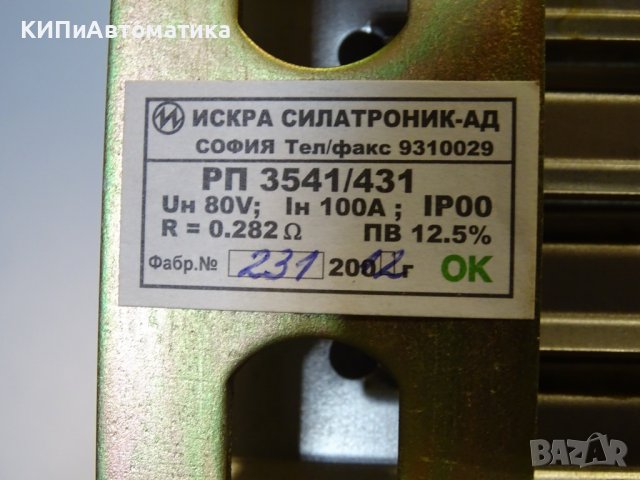 КИПиАвтоматика
ИСКРА СИЛАТРОНИК-АД
СОФИЯ Тел/факс 9310029
РП 3541/431
Uн 80V; Iн 100A ; IP00
R = 0.282 Ω ПВ 12.5%
Фабр.№ 231 200 г OK
BAZAR